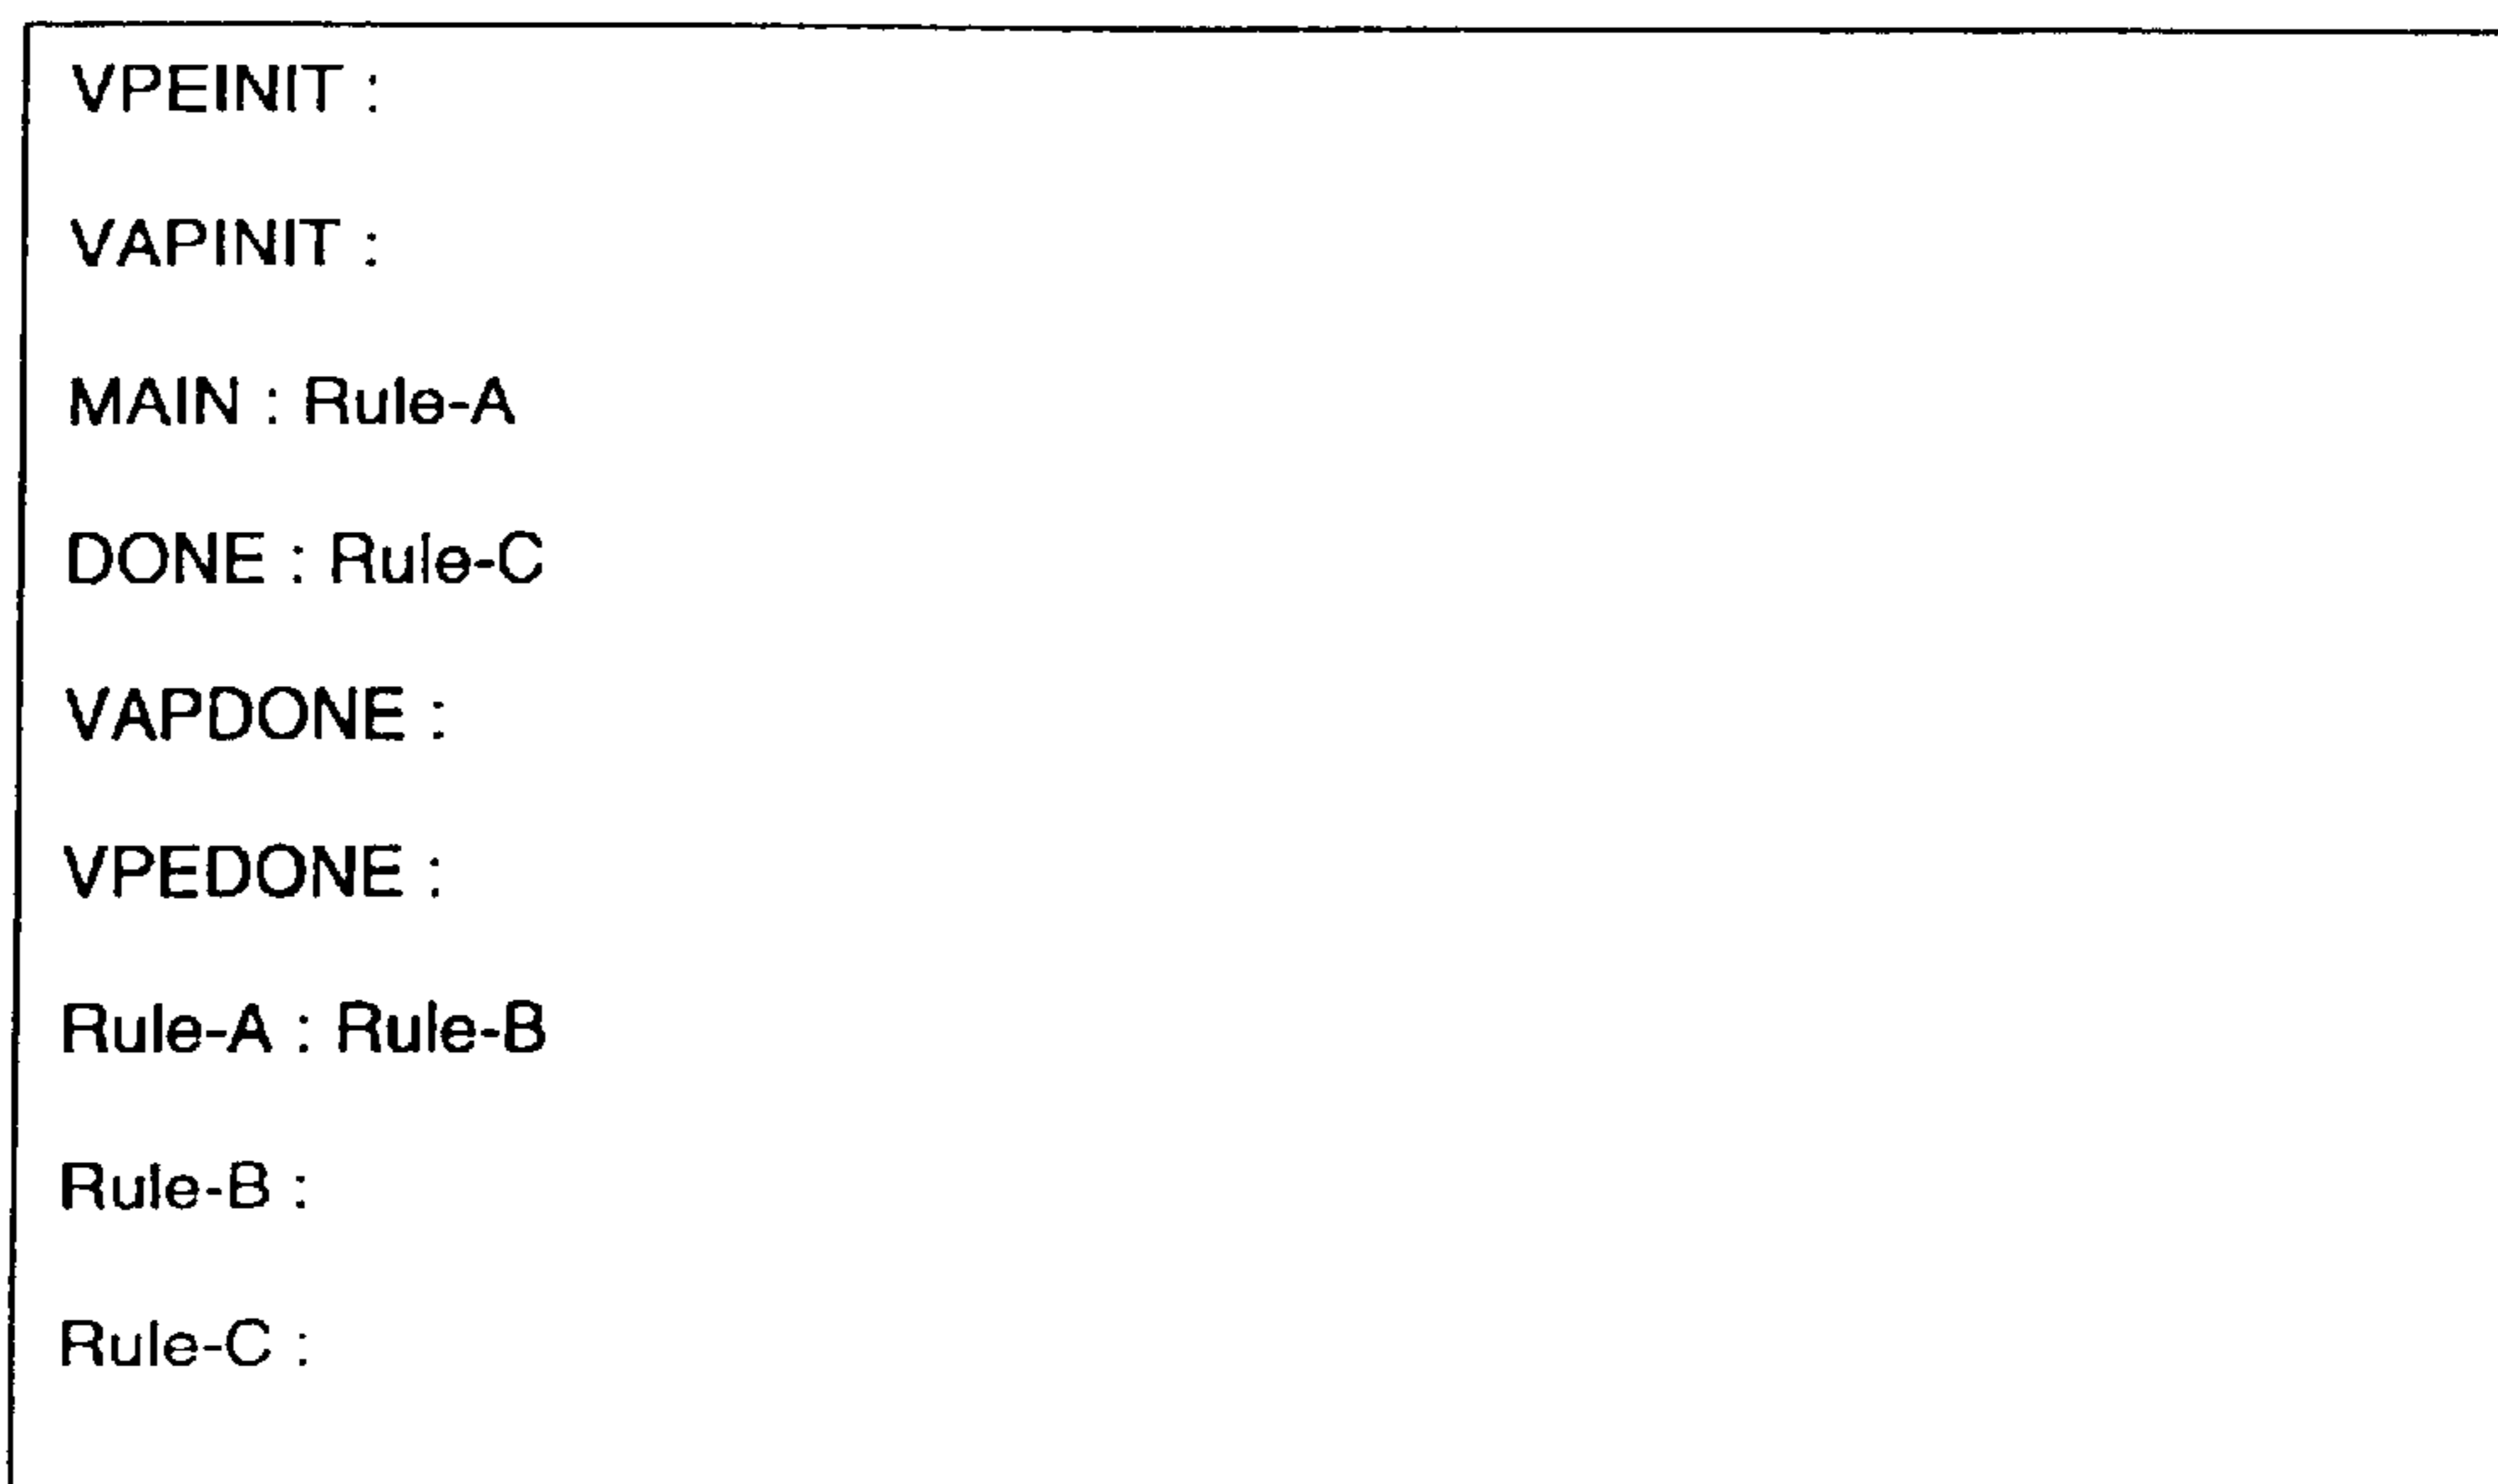 VPEINIT :
VAPINIT :
MAIN : Rule-A
DONE : Rule-C
VAPDONE :
VPEDONE :
Rule-A : Rule-B
Rule-B :
Rule-C :